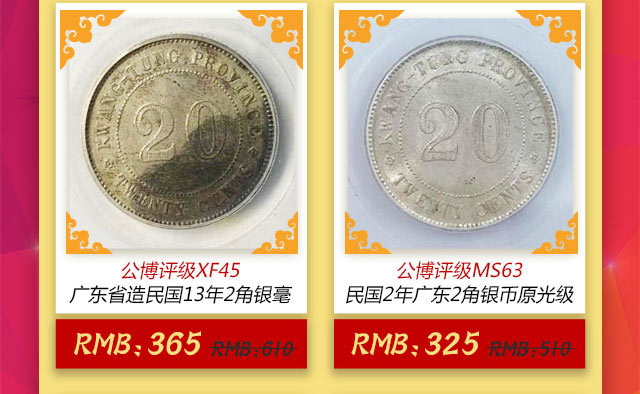 KWANG-TUNG PROVINCE
20
TWENTY CENTS
公博评级XF45
广东省造民国13年2角银毫
RMB:365 RMB:610
KWANG-TUNG PROVINCE
20
TWENTY CENTS
公博评级MS63
民国2年广东2角银币原光级
RMB:325 RMB:510